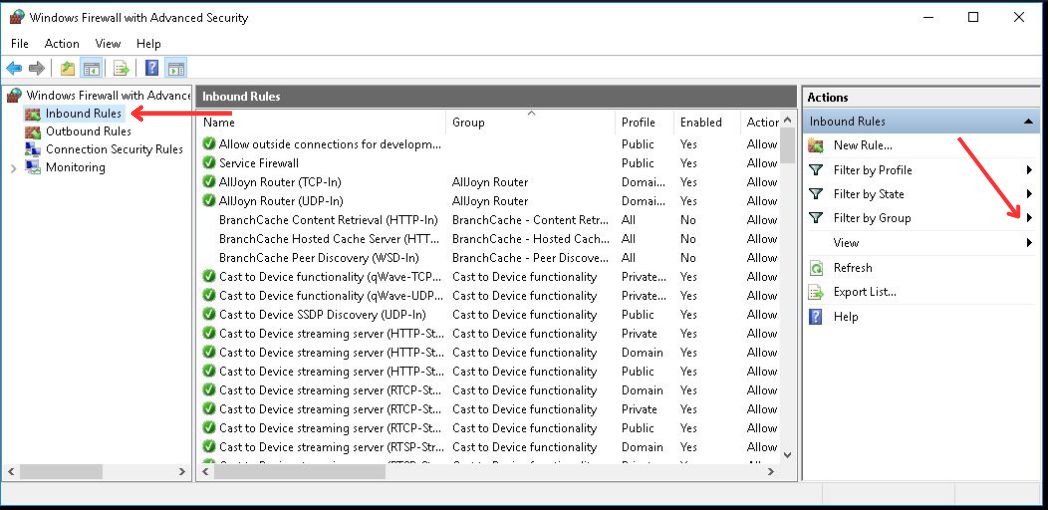 Windows Firewall with Advanced Security
File Action View Help
Windows Firewall with Advance
Inbound Rules
Outbound Rules
Connection Security Rules
Monitoring
Inbound Rules
Name Group Profile Enabled Action
Allow outside connections for developm... Public Yes Allow
Service Firewall Public Yes Allow
AllJoyn Router (TCP-In) AllJoyn Router Domai... Yes Allow
AllJoyn Router (UDP-In) AllJoyn Router Domai... Yes Allow
BranchCache Content Retrieval (HTTP-In) BranchCache - Content Retr... All No Allow
BranchCache Hosted Cache Server (HTT... BranchCache - Hosted Cach... All No Allow
BranchCache Peer Discovery (WSD-In) BranchCache - Peer Discove... All No Allow
Cast to Device functionality (qWave-TCP... Cast to Device functionality Private... Yes Allow
Cast to Device functionality (qWave-UDP... Cast to Device functionality Private... Yes Allow
Cast to Device SSDP Discovery (UDP-In) Cast to Device functionality Public Yes Allow
Cast to Device streaming server (HTTP-St... Cast to Device functionality Private Yes Allow
Cast to Device streaming server (HTTP-St... Cast to Device functionality Domain Yes Allow
Cast to Device streaming server (HTTP-St... Cast to Device functionality Public Yes Allow
Cast to Device streaming server (RTCP-St... Cast to Device functionality Domain Yes Allow
Cast to Device streaming server (RTCP-St... Cast to Device functionality Private Yes Allow
Cast to Device streaming server (RTCP-St... Cast to Device functionality Public Yes Allow
Cast to Device streaming server (RTSP-Str... Cast to Device functionality Domain Yes Allow
Actions
Inbound Rules
New Rule...
Filter by Profile
Filter by State
Filter by Group
View
Refresh
Export List...
Help